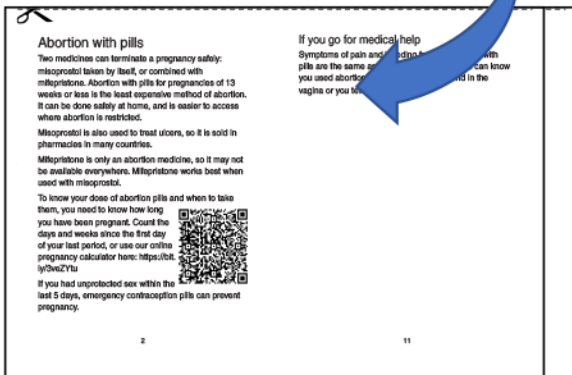 Abortion with pills
Two medicines can terminate a pregnancy safely:
misoprostol taken by itself, or combined with
mifepristone. Abortion with pills for pregnancies of 13
weeks or less is the least expensive method of abortion.
It can be done safely at home, and is easier to access
where abortion is restricted.
Misoprostol is also used to treat ulcers, so it is sold in
pharmacies in many countries.
Mifepristone is only an abortion medicine, so it may not
be available everywhere. Mifepristone works best when
used with misoprostol.
To know your dose of abortion pills and when to take
them, you need to know how long
you have been pregnant. Count the
days and weeks since the first day
of your last period, or use our online
pregnancy calculator here: https://bit.
ly/3veZYtu
If you had unprotected sex within the
last 5 days, emergency contraception pills can prevent
pregnancy.
2
If you go for medical help
Symptoms of pain and with
pills are the same can know
you used in the
vagina or you
11